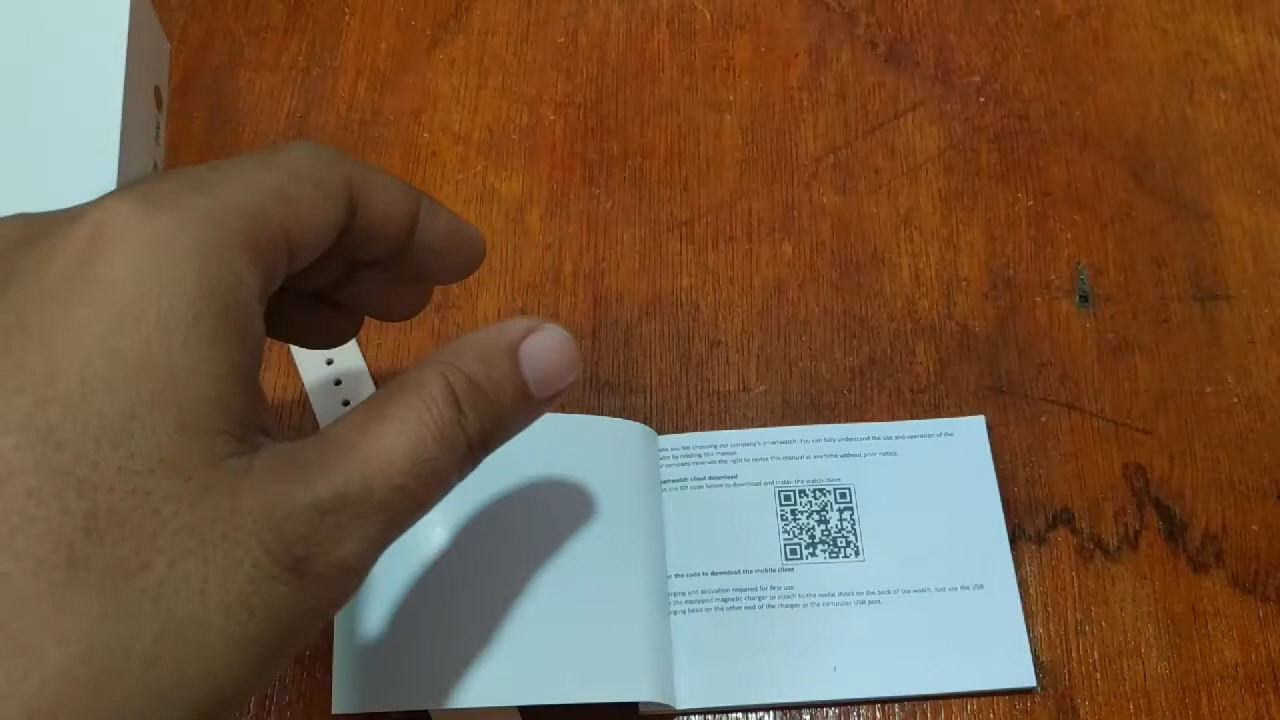 you for choosing our company's smartwatch. You can fully understand the use and operation of the
by reading this manual.
company reserves the right to revise this manual at any time without prior notice.
smartwatch client download
the QR code below to download and install the watch client
the code to download the mobile client
charging and activation required for first use
the equipped magnetic charger to attach to the metal on the back of the watch. Just use the USB
charging head on the other end of the charger or the computer USB port.
1